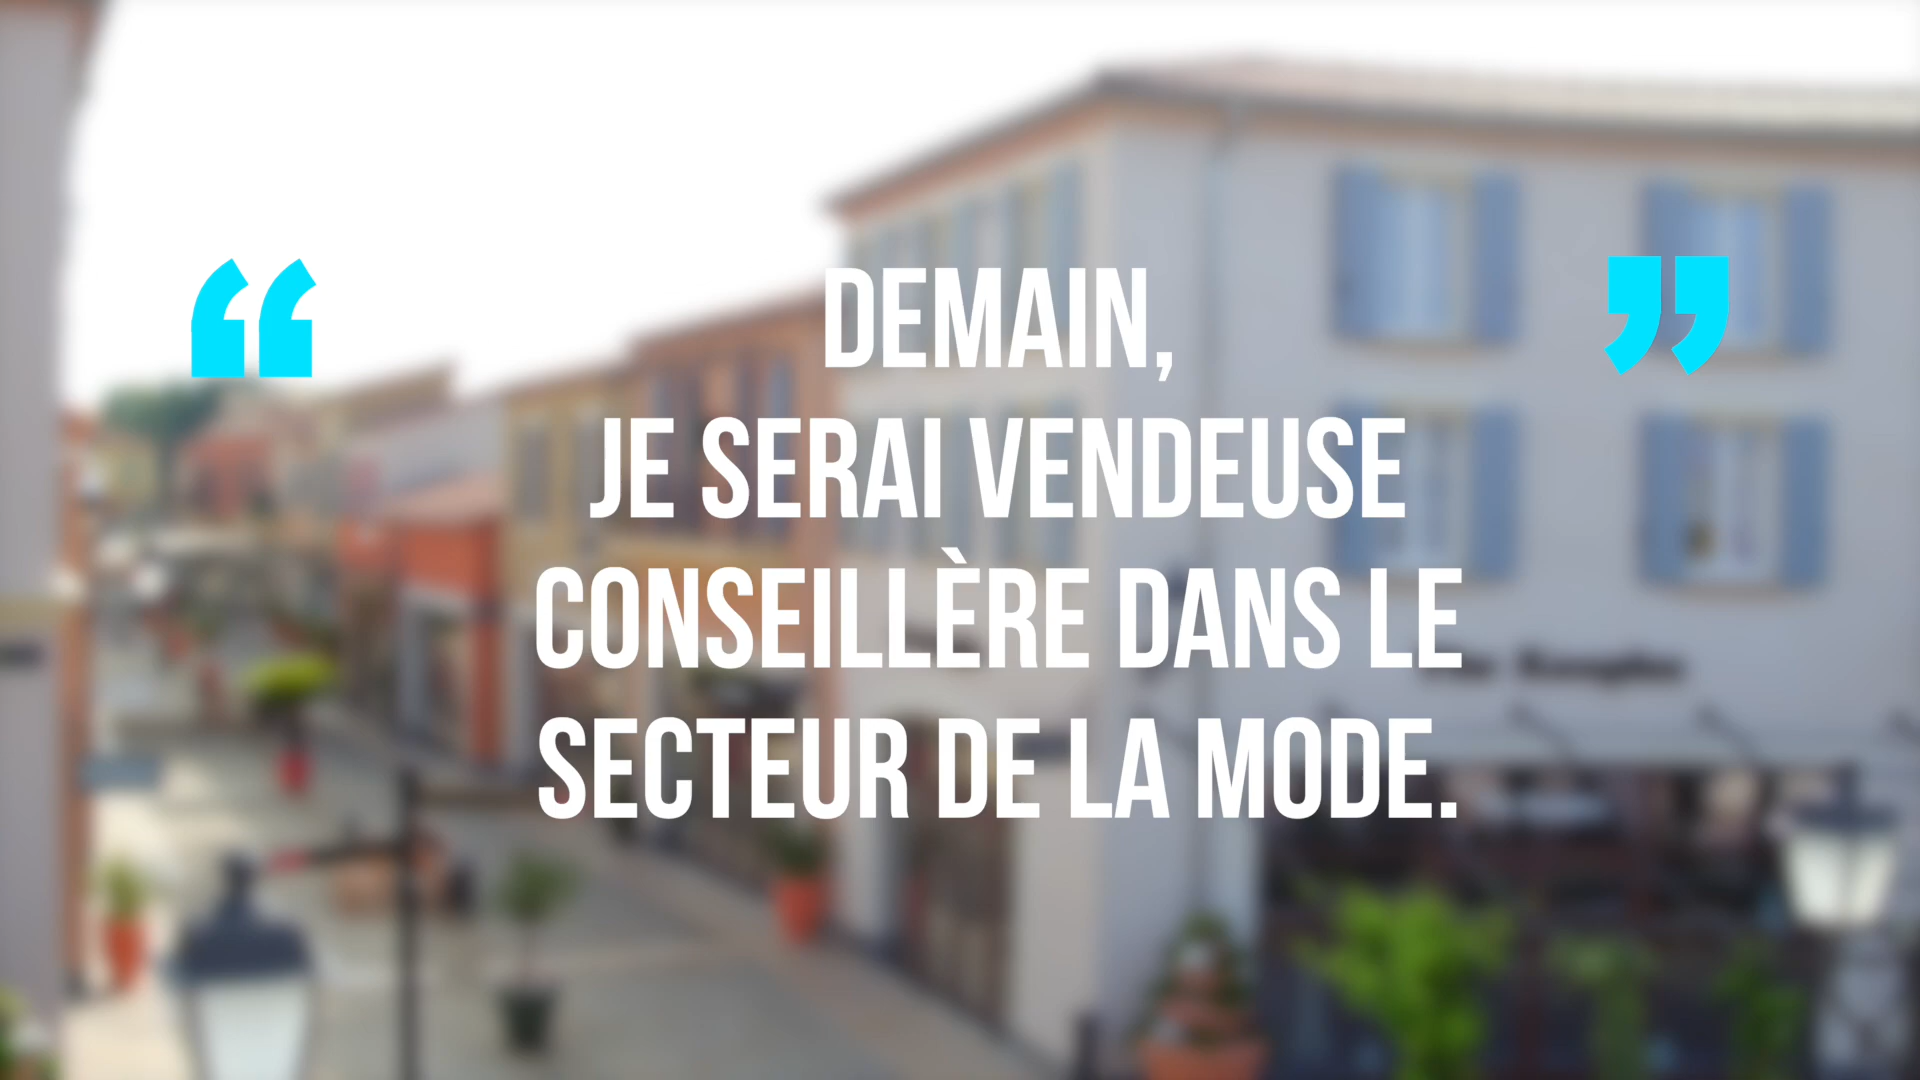 “ DEMAIN, ”
JE SERAI VENDEUSE
CONSEILLÈRE DANS LE
SECTEUR DE LA MODE.